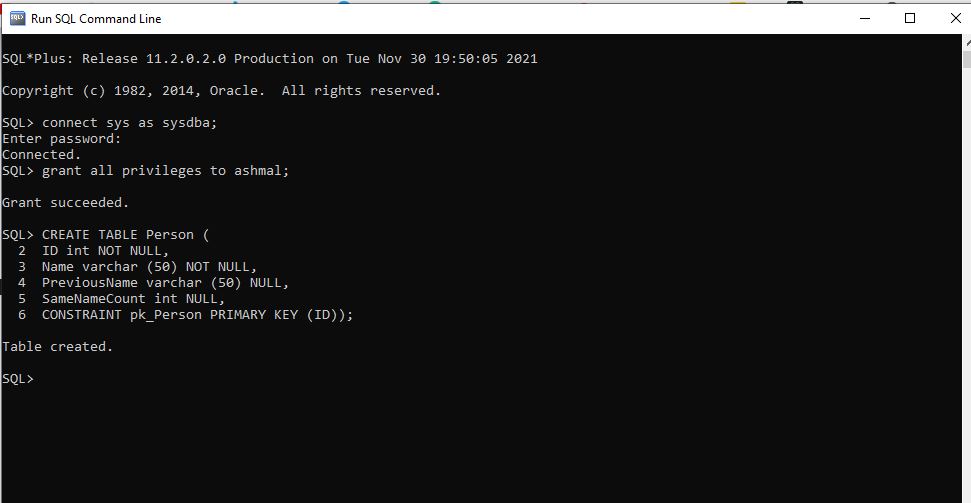 Run SQL Command Line
SQL*Plus: Release 11.2.0.2.0 Production on Tue Nov 30 19:50:05 2021
Copyright (c) 1982, 2014, Oracle.  All rights reserved.
SQL> connect sys as sysdba;
Enter password:
Connected.
SQL> grant all privileges to ashmal;
Grant succeeded.
SQL> CREATE TABLE Person (
  2  ID int NOT NULL,
  3  Name varchar (50) NOT NULL,
  4  PreviousName varchar (50) NULL,
  5  SameNameCount int NULL,
  6  CONSTRAINT pk_Person PRIMARY KEY (ID));
Table created.
SQL>